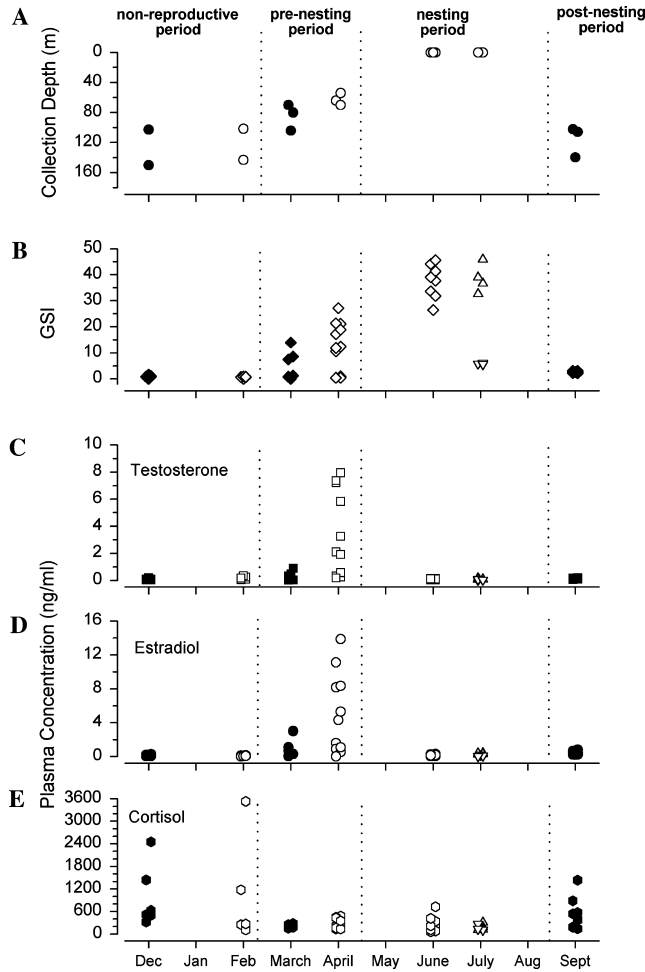 A
non-reproductive period
pre-nesting period
nesting period
post-nesting period
Collection Depth (m)
0
40
80
120
160
B
GSI
50
40
30
20
10
0
C
Testosterone
10
8
6
4
2
0
Plasma Concentration (ng/ml)
D
Estradiol
16
12
8
4
0
E
Cortisol
3600
3000
2400
1800
1200
600
0
Dec Jan Feb March April May June July Aug Sept